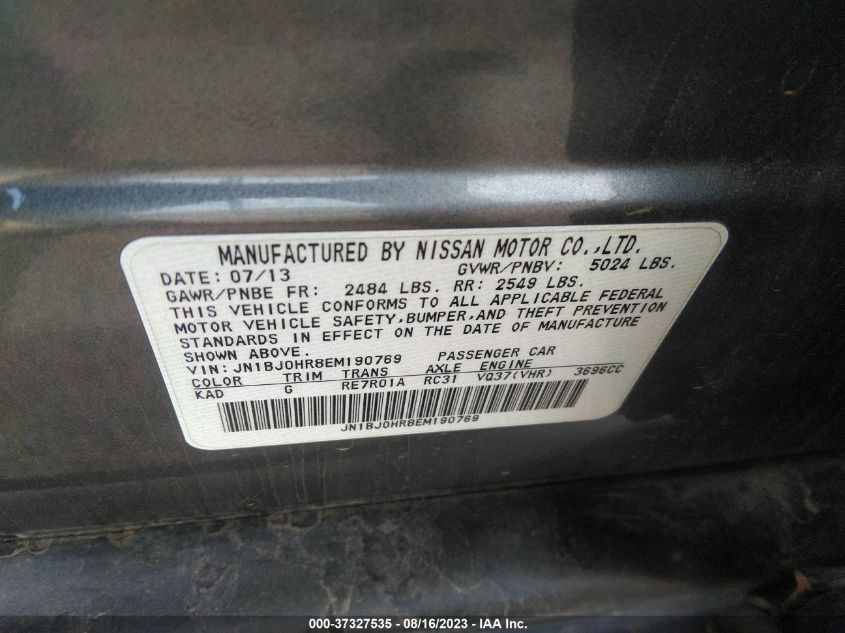 MANUFACTURED BY NISSAN MOTOR CO.,LTD.
DATE: 07/13 GVWR/PNBV: 5024 LBS.
GAWR/PNBE FR: 2484 LBS. RR: 2549 LBS.
THIS VEHICLE CONFORMS TO ALL APPLICABLE FEDERAL
MOTOR VEHICLE SAFETY,BUMPER,AND THEFT PREVENTION
STANDARDS IN EFFECT ON THE DATE OF MANUFACTURE
SHOWN ABOVE.
VIN: JN1BJ0HR8EM190769 PASSENGER CAR
COLOR TRIM TRANS AXLE ENGINE
KAD G RE7R01A RC31 VQ37(VHR) 3696CC
JN1BJ0HR8EM190769
000-37327535 - 08/16/2023 - IAA Inc.